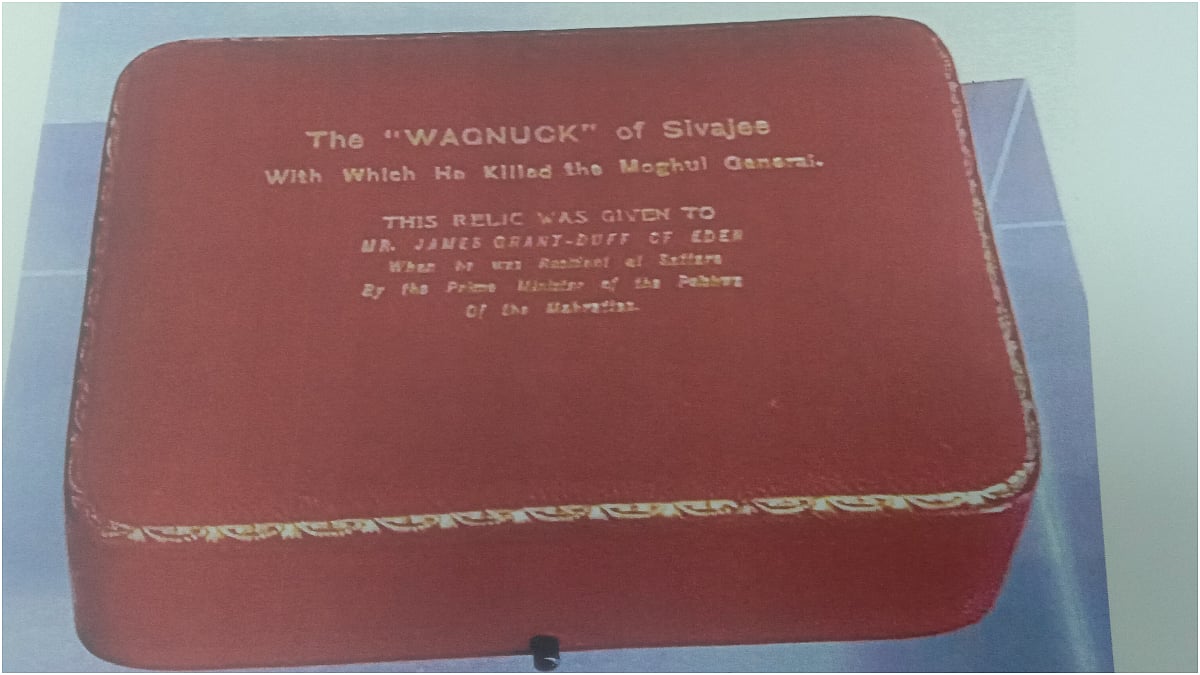 The "WAGNUCK" of Sivajee
With Which He Killed the Moghul General.
THIS RELIC WAS GIVEN TO
MR. JAMES GRANT-DUFF OF EDEN
When he was Resident at Sattara
By the Prime Minister of the
Of the Mahrattas.